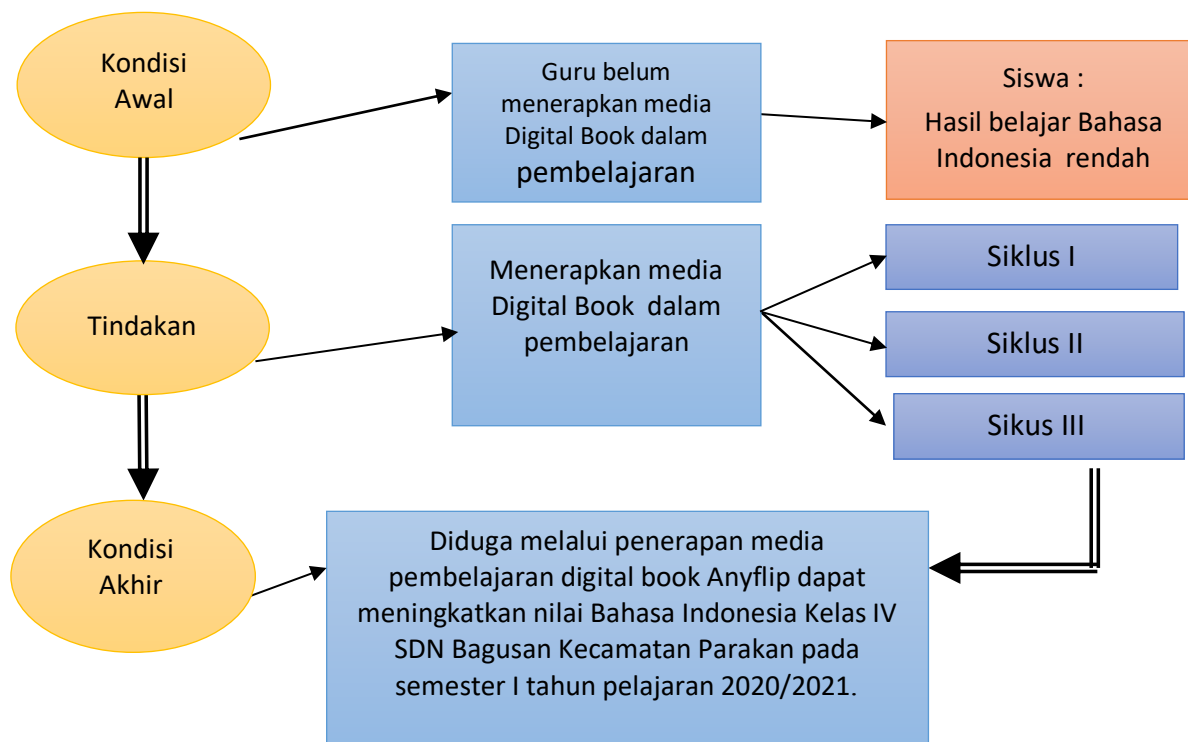 Kondisi
Awal
Guru belum
menerapkan media
Digital Book dalam
pembelajaran
Siswa :
Hasil belajar Bahasa
Indonesia rendah
Tindakan
Menerapkan media
Digital Book dalam
pembelajaran
Siklus I
Siklus II
Sikus III
Kondisi
Akhir
Diduga melalui penerapan media
pembelajaran digital book Anyflip dapat
meningkatkan nilai Bahasa Indonesia Kelas IV
SDN Bagusan Kecamatan Parakan pada
semester I tahun pelajaran 2020/2021.